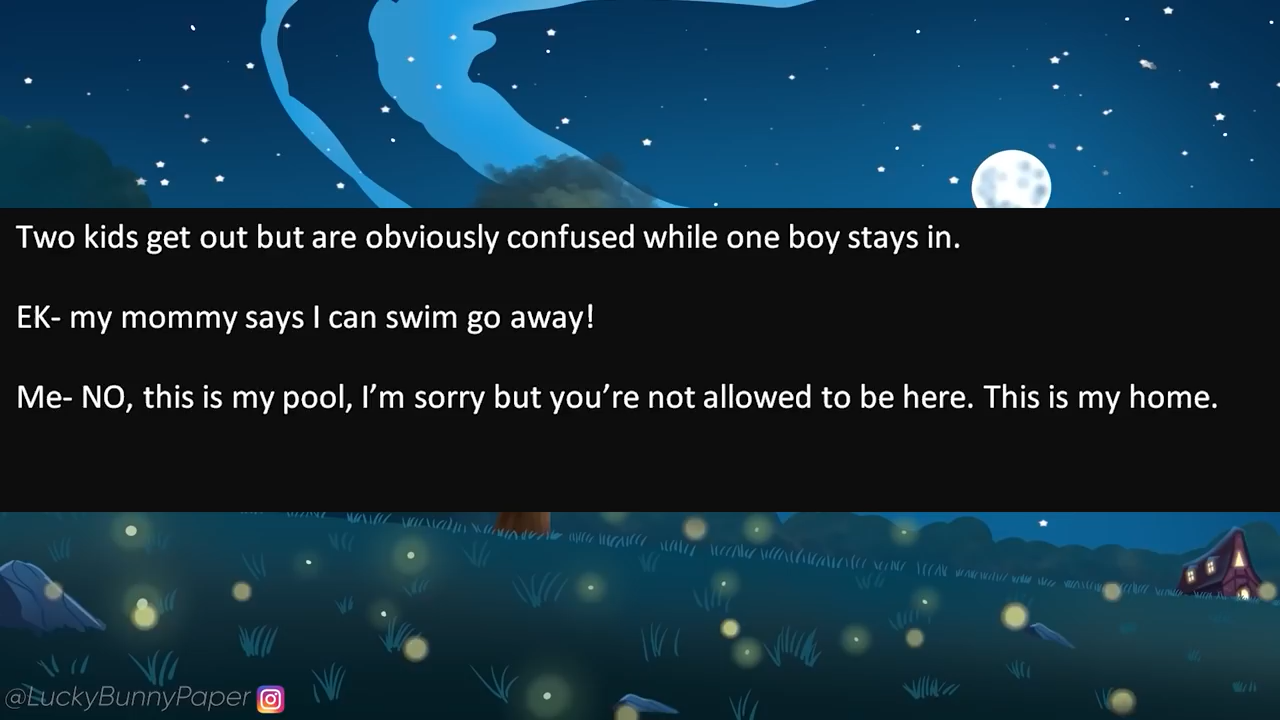 Two kids get out but are obviously confused while one boy stays in.
EK- my mommy says I can swim go away!
Me- NO, this is my pool, I’m sorry but you’re not allowed to be here. This is my home.
@LuckyBunnyPaper